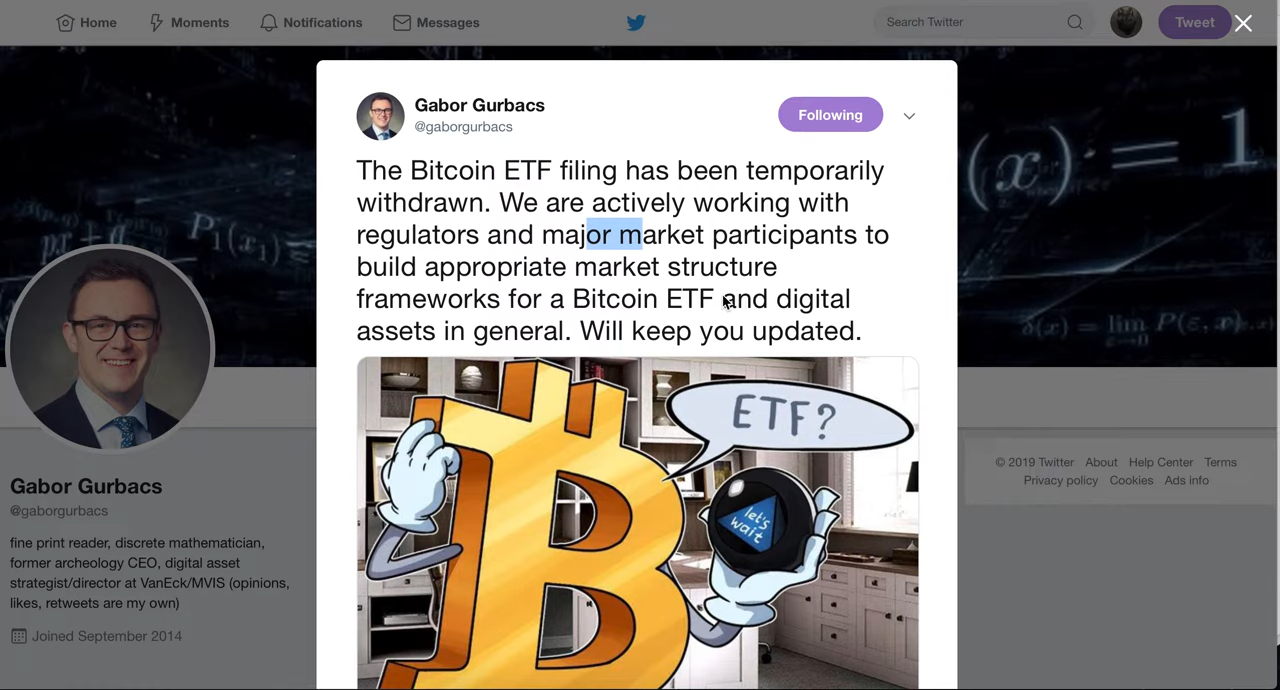 Home
Moments
Notifications
Messages
Search Twitter
Tweet
Gabor Gurbacs
@gaborgurbacs
Following
The Bitcoin ETF filing has been temporarily
withdrawn. We are actively working with
regulators and major market participants to
build appropriate market structure
frameworks for a Bitcoin ETF and digital
assets in general. Will keep you updated.
ETF?
let's
wait
Gabor Gurbacs
@gaborgurbacs
fine print reader, discrete mathematician,
former archeology CEO, digital asset
strategist/director at VanEck/MVIS (opinions,
likes, retweets are my own)
Joined September 2014
© 2019 Twitter About Help Center Terms
Privacy policy Cookies Ads info
(x) = 1
P₁(x₁)